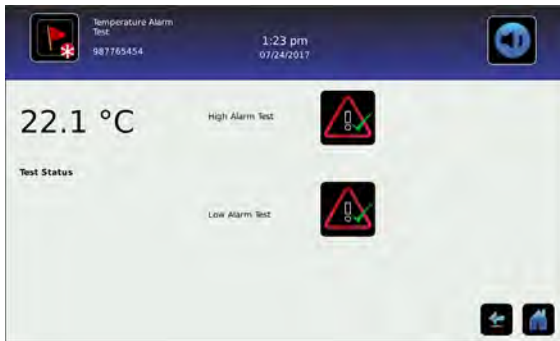 Temperature Alarm
Test
987765454
1:23 pm
07/24/2017
22.1 °C
High Alarm Test
Test Status
Low Alarm Test